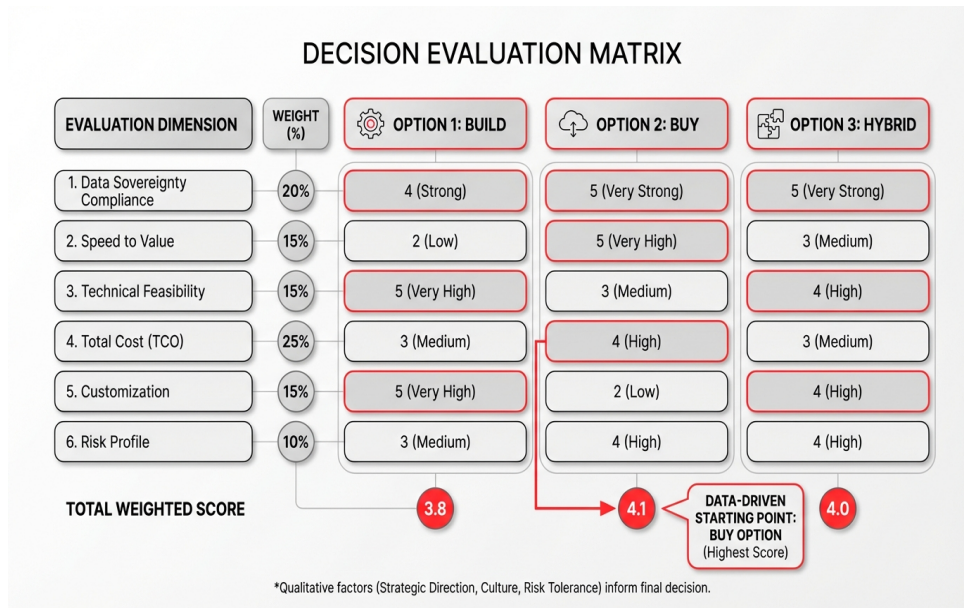 DECISION EVALUATION MATRIX
EVALUATION DIMENSION
WEIGHT
(%)
OPTION 1: BUILD
OPTION 2: BUY
OPTION 3: HYBRID
1. Data Sovereignty
Compliance
20%
4 (Strong)
5 (Very Strong)
5 (Very Strong)
2. Speed to Value
15%
2 (Low)
5 (Very High)
3 (Medium)
3. Technical Feasibility
15%
5 (Very High)
3 (Medium)
4 (High)
4. Total Cost (TCO)
25%
3 (Medium)
4 (High)
3 (Medium)
5. Customization
15%
5 (Very High)
2 (Low)
4 (High)
6. Risk Profile
10%
3 (Medium)
4 (High)
4 (High)
TOTAL WEIGHTED SCORE
3.8
4.1
DATA-DRIVEN
STARTING POINT:
BUY OPTION
(Highest Score)
4.0
*Qualitative factors (Strategic Direction, Culture, Risk Tolerance) inform final decision.